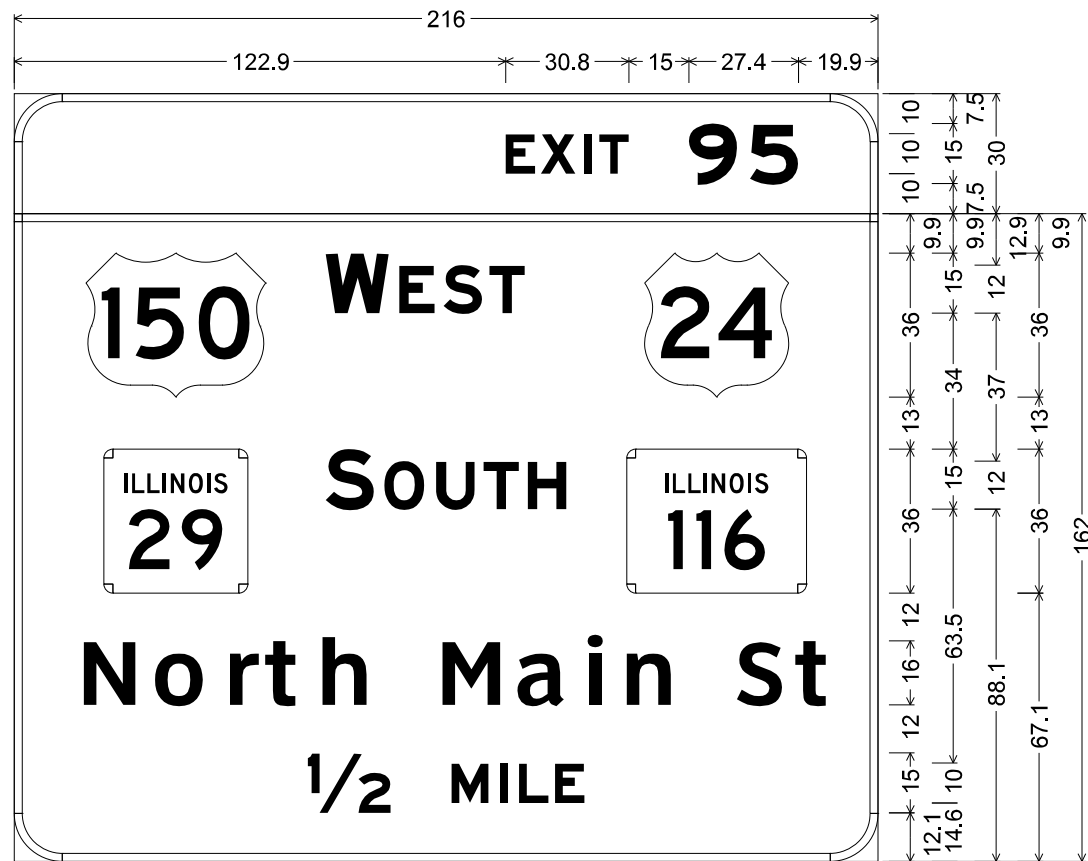 216
122.9 30.8 15 27.4 19.9
EXIT 95
10 10 10
7.5 15 7.5
30
150 WEST 24
ILLINOIS 29 SOUTH ILLINOIS 116
North Main St
1/2 MILE
36 13 36 12 16 12 15 12.1
9.9 15 34 15 63.5 10 14.6
9.9 12.9 12 37 12 88.1
9.9 36 13 36 67.1
162